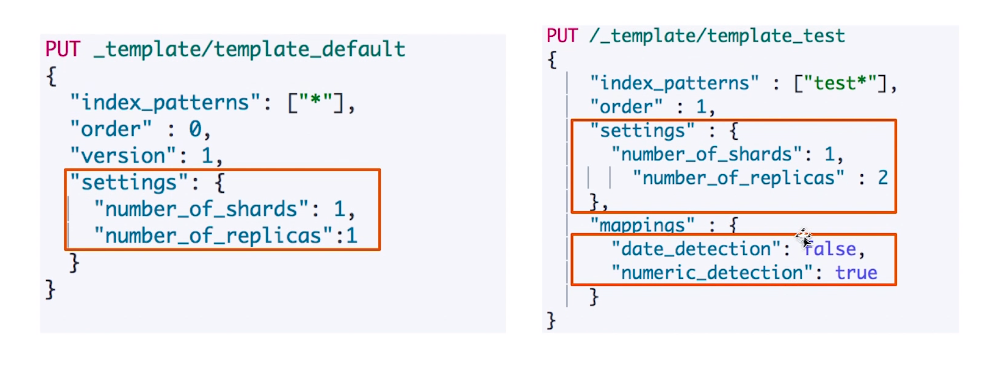 PUT _template/template_default
{
"index_patterns": ["*"],
"order" : 0,
"version": 1,
"settings": {
"number_of_shards": 1,
"number_of_replicas":1
}
}
PUT /_template/template_test
{
"index_patterns" : ["test*"],
"order" : 1,
"settings" : {
"number_of_shards": 1,
"number_of_replicas" : 2
},
"mappings" : {
"date_detection": false,
"numeric_detection": true
}
}